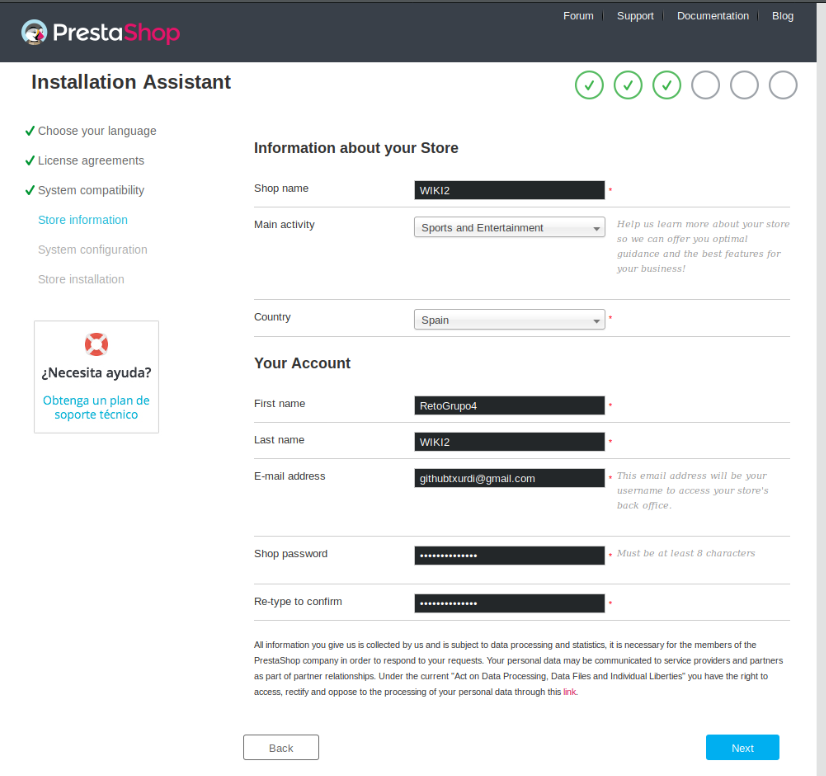 PrestaShop
Forum
Support
Documentation
Blog
Installation Assistant
Choose your language
License agreements
System compatibility
Store information
System configuration
Store installation
¿Necesita ayuda?
Obtenga un plan de
soporte técnico
Information about your Store
Shop name
WIKI2
*
Main activity
Sports and Entertainment
Help us learn more about your store
so we can offer you optimal
guidance and the best features for
your business!
Country
Spain
*
Your Account
First name
RetoGrupo4
*
Last name
WIKI2
*
E-mail address
githubtxurdi@gmail.com
*
This email address will be your
username to access your store's
back office.
Shop password
••••••••••••••
*
Must be at least 8 characters
Re-type to confirm
••••••••••••••
*
All information you give us is collected by us and is subject to data processing and statistics, it is necessary for the members of the
PrestaShop company in order to respond to your requests. Your personal data may be communicated to service providers and partners
as part of partner relationships. Under the current "Act on Data Processing, Data Files and Individual Liberties" you have the right to
access, rectify and oppose to the processing of your personal data through this link.
Back
Next